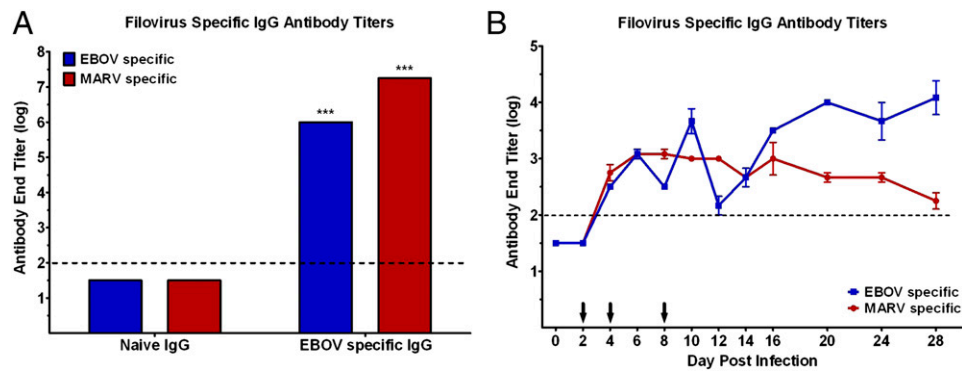 A
Filovirus Specific IgG Antibody Titers
EBOV specific
MARV specific
***
***
Antibody End Titer (log)
8
7
6
5
4
3
2
1
Naive IgG
EBOV specific IgG
B
Filovirus Specific IgG Antibody Titers
Antibody End Titer (log)
5
4
3
2
1
EBOV specific
MARV specific
0 2 4 6 8 10 12 14 16 20 24 28
Day Post Infection